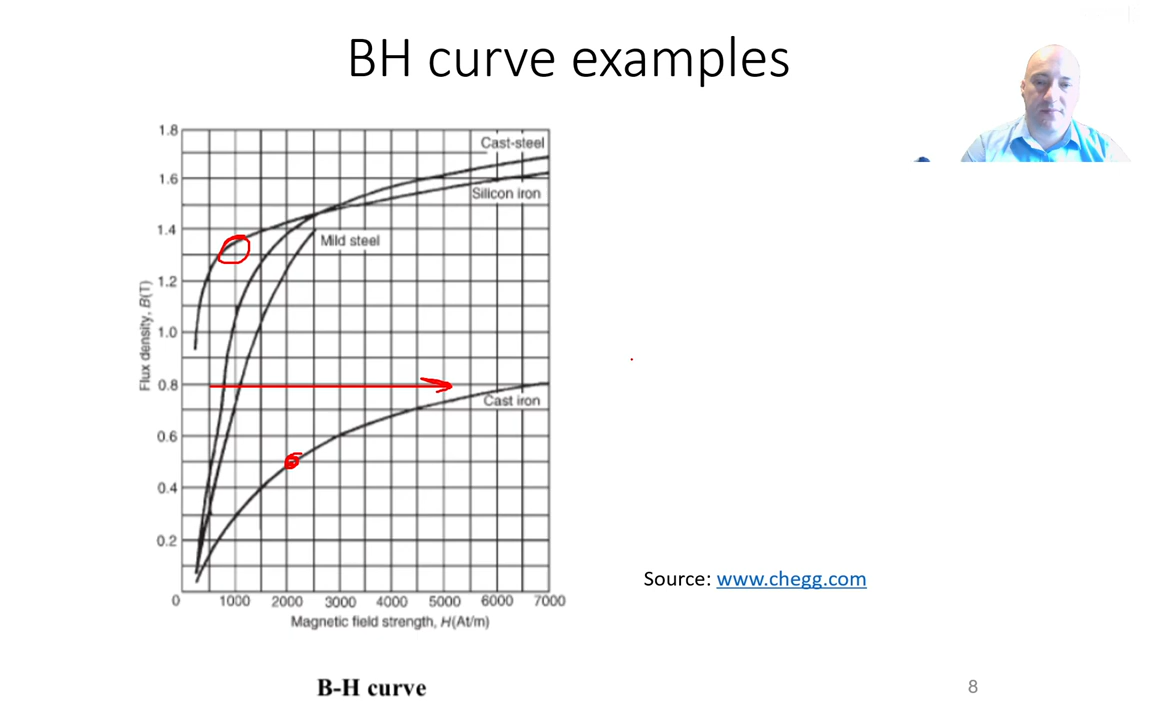 BH curve examples
1.8
1.6
1.4
1.2
1.0
0.8
0.6
0.4
0.2
0 1000 2000 3000 4000 5000 6000 7000
Flux density, B(T)
Magnetic field strength, H(At/m)
Cast-steel
Silicon iron
Mild steel
Cast iron
B-H curve
Source: www.chegg.com
8